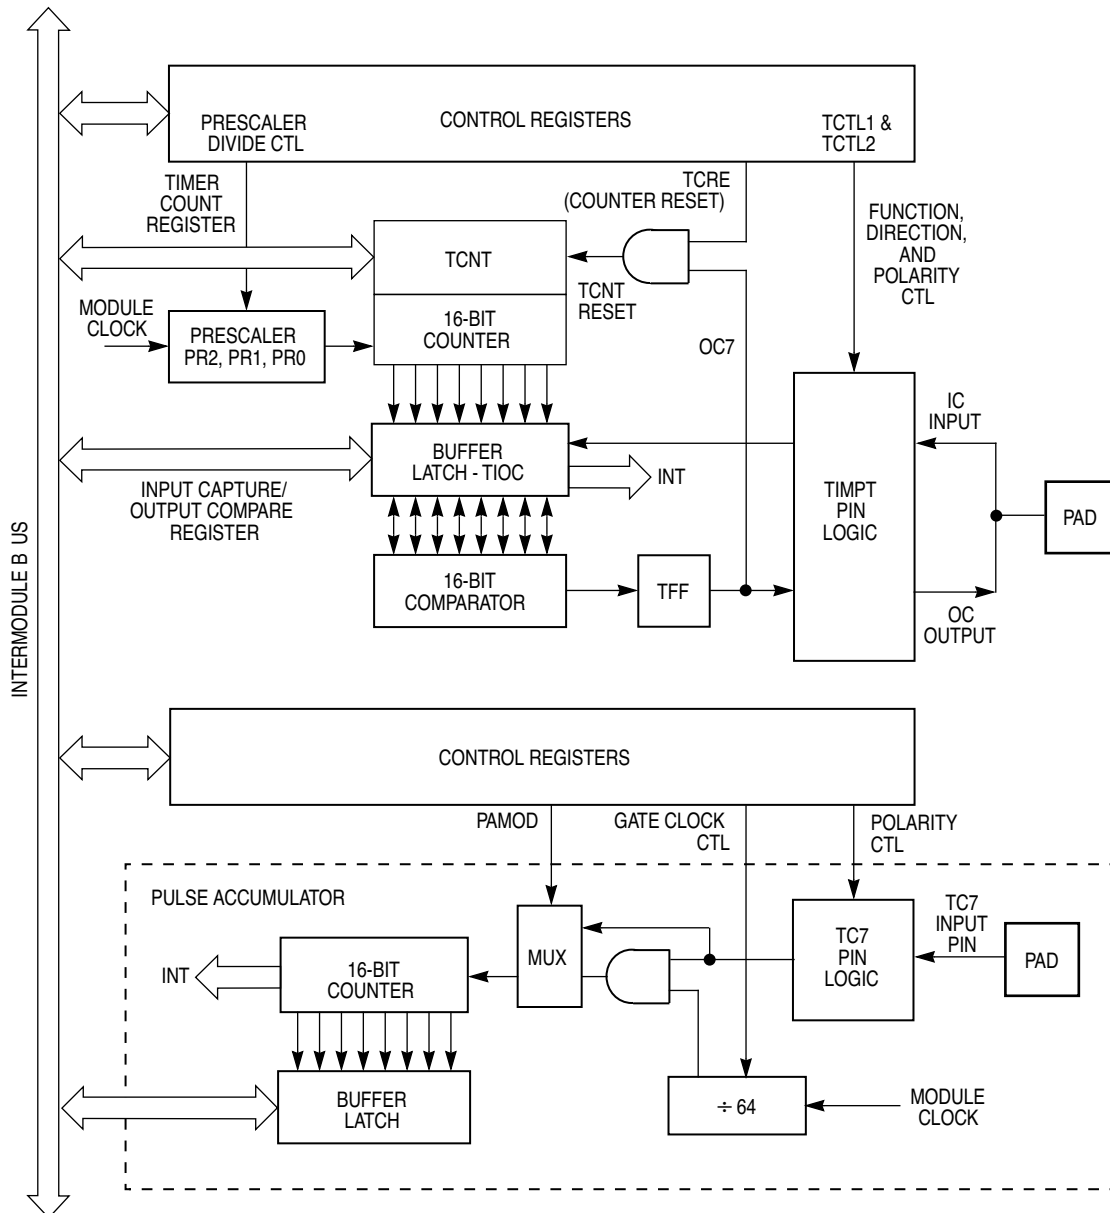 PRESCALER
DIVIDE CTL
CONTROL REGISTERS
TCTL1 &
TCTL2
TIMER
COUNT
REGISTER
TCRE
(COUNTER RESET)
FUNCTION,
DIRECTION,
AND
POLARITY
CTL
TCNT
TCNT
RESET
MODULE
CLOCK
PRESCALER
PR2, PR1, PR0
16-BIT
COUNTER
OC7
IC
INPUT
BUFFER
LATCH - TIOC
INT
INPUT CAPTURE/
OUTPUT COMPARE
REGISTER
TIMPT
PIN
LOGIC
PAD
16-BIT
COMPARATOR
TFF
OC
OUTPUT
INTERMODULE B US
CONTROL REGISTERS
PAMOD
GATE CLOCK
CTL
POLARITY
CTL
PULSE ACCUMULATOR
MUX
TC7
PIN
LOGIC
TC7
INPUT
PIN
PAD
INT
16-BIT
COUNTER
BUFFER
LATCH
÷ 64
MODULE
CLOCK